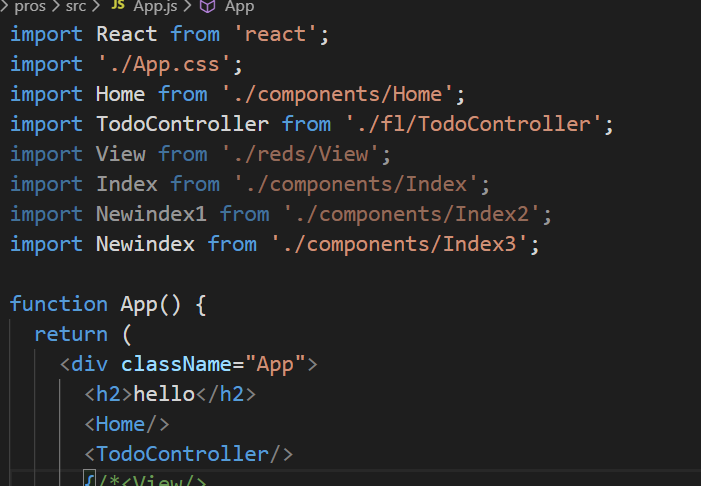 pros > src > JS App.js > App
import React from 'react';
import './App.css';
import Home from './components/Home';
import TodoController from './fl/TodoController';
import View from './reds/View';
import Index from './components/Index';
import Newindex1 from './components/Index2';
import Newindex from './components/Index3';
function App() {
return (
<div className="App">
<h2>hello</h2>
<Home/>
<TodoController/>
{/*<View/>